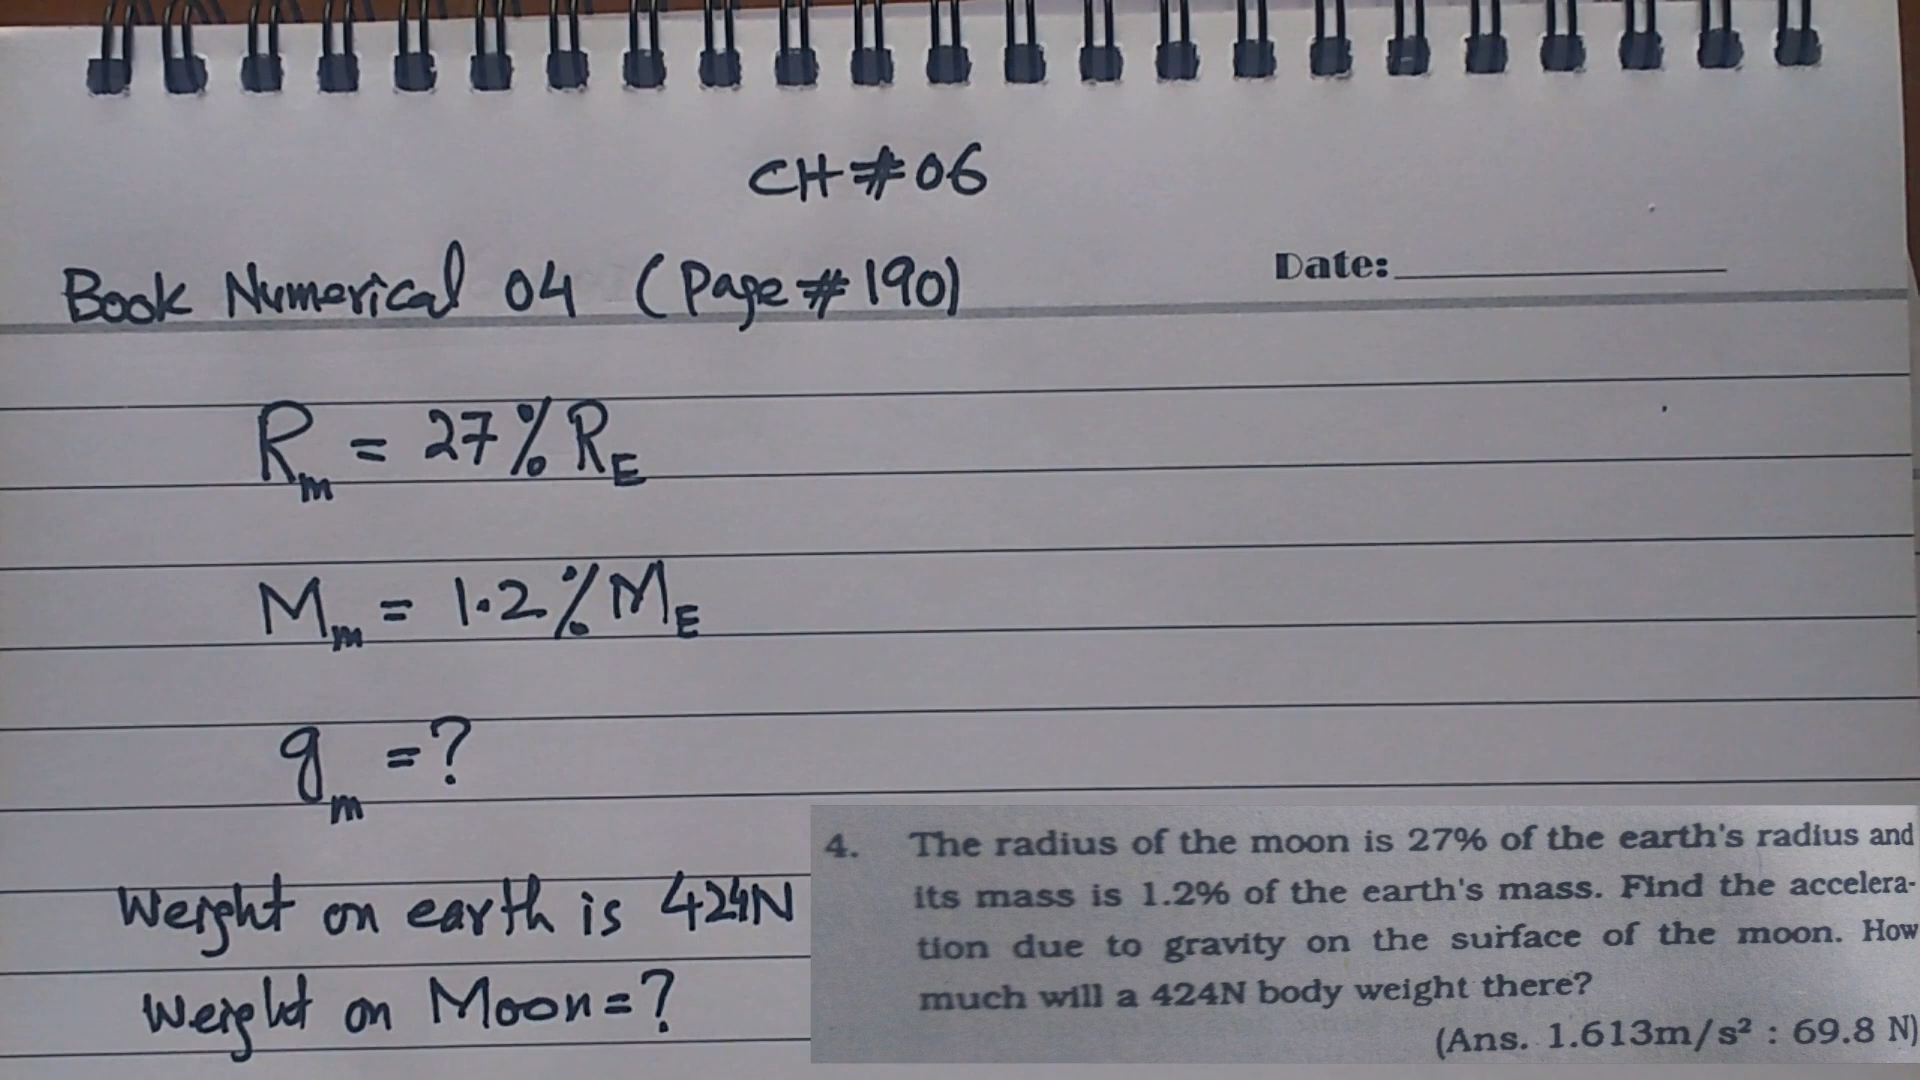 CH#06
Book Numerical 04 (Page # 190)
Date:
Rm = 27% RE
Mm = 1.2% ME
gm = ?
Weight on earth is 424N
Weight on Moon = ?
4. The radius of the moon is 27% of the earth's radius and
its mass is 1.2% of the earth's mass. Find the accelera-
tion due to gravity on the surface of the moon. How
much will a 424N body weight there?
(Ans. 1.613m/s² : 69.8 N)